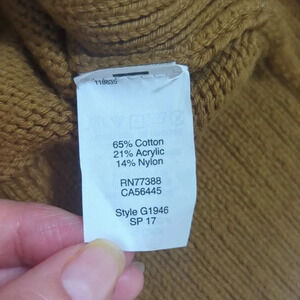 65% Cotton
21% Acrylic
14% Nylon
RN77388
CA56445
Style G1946
SP 17